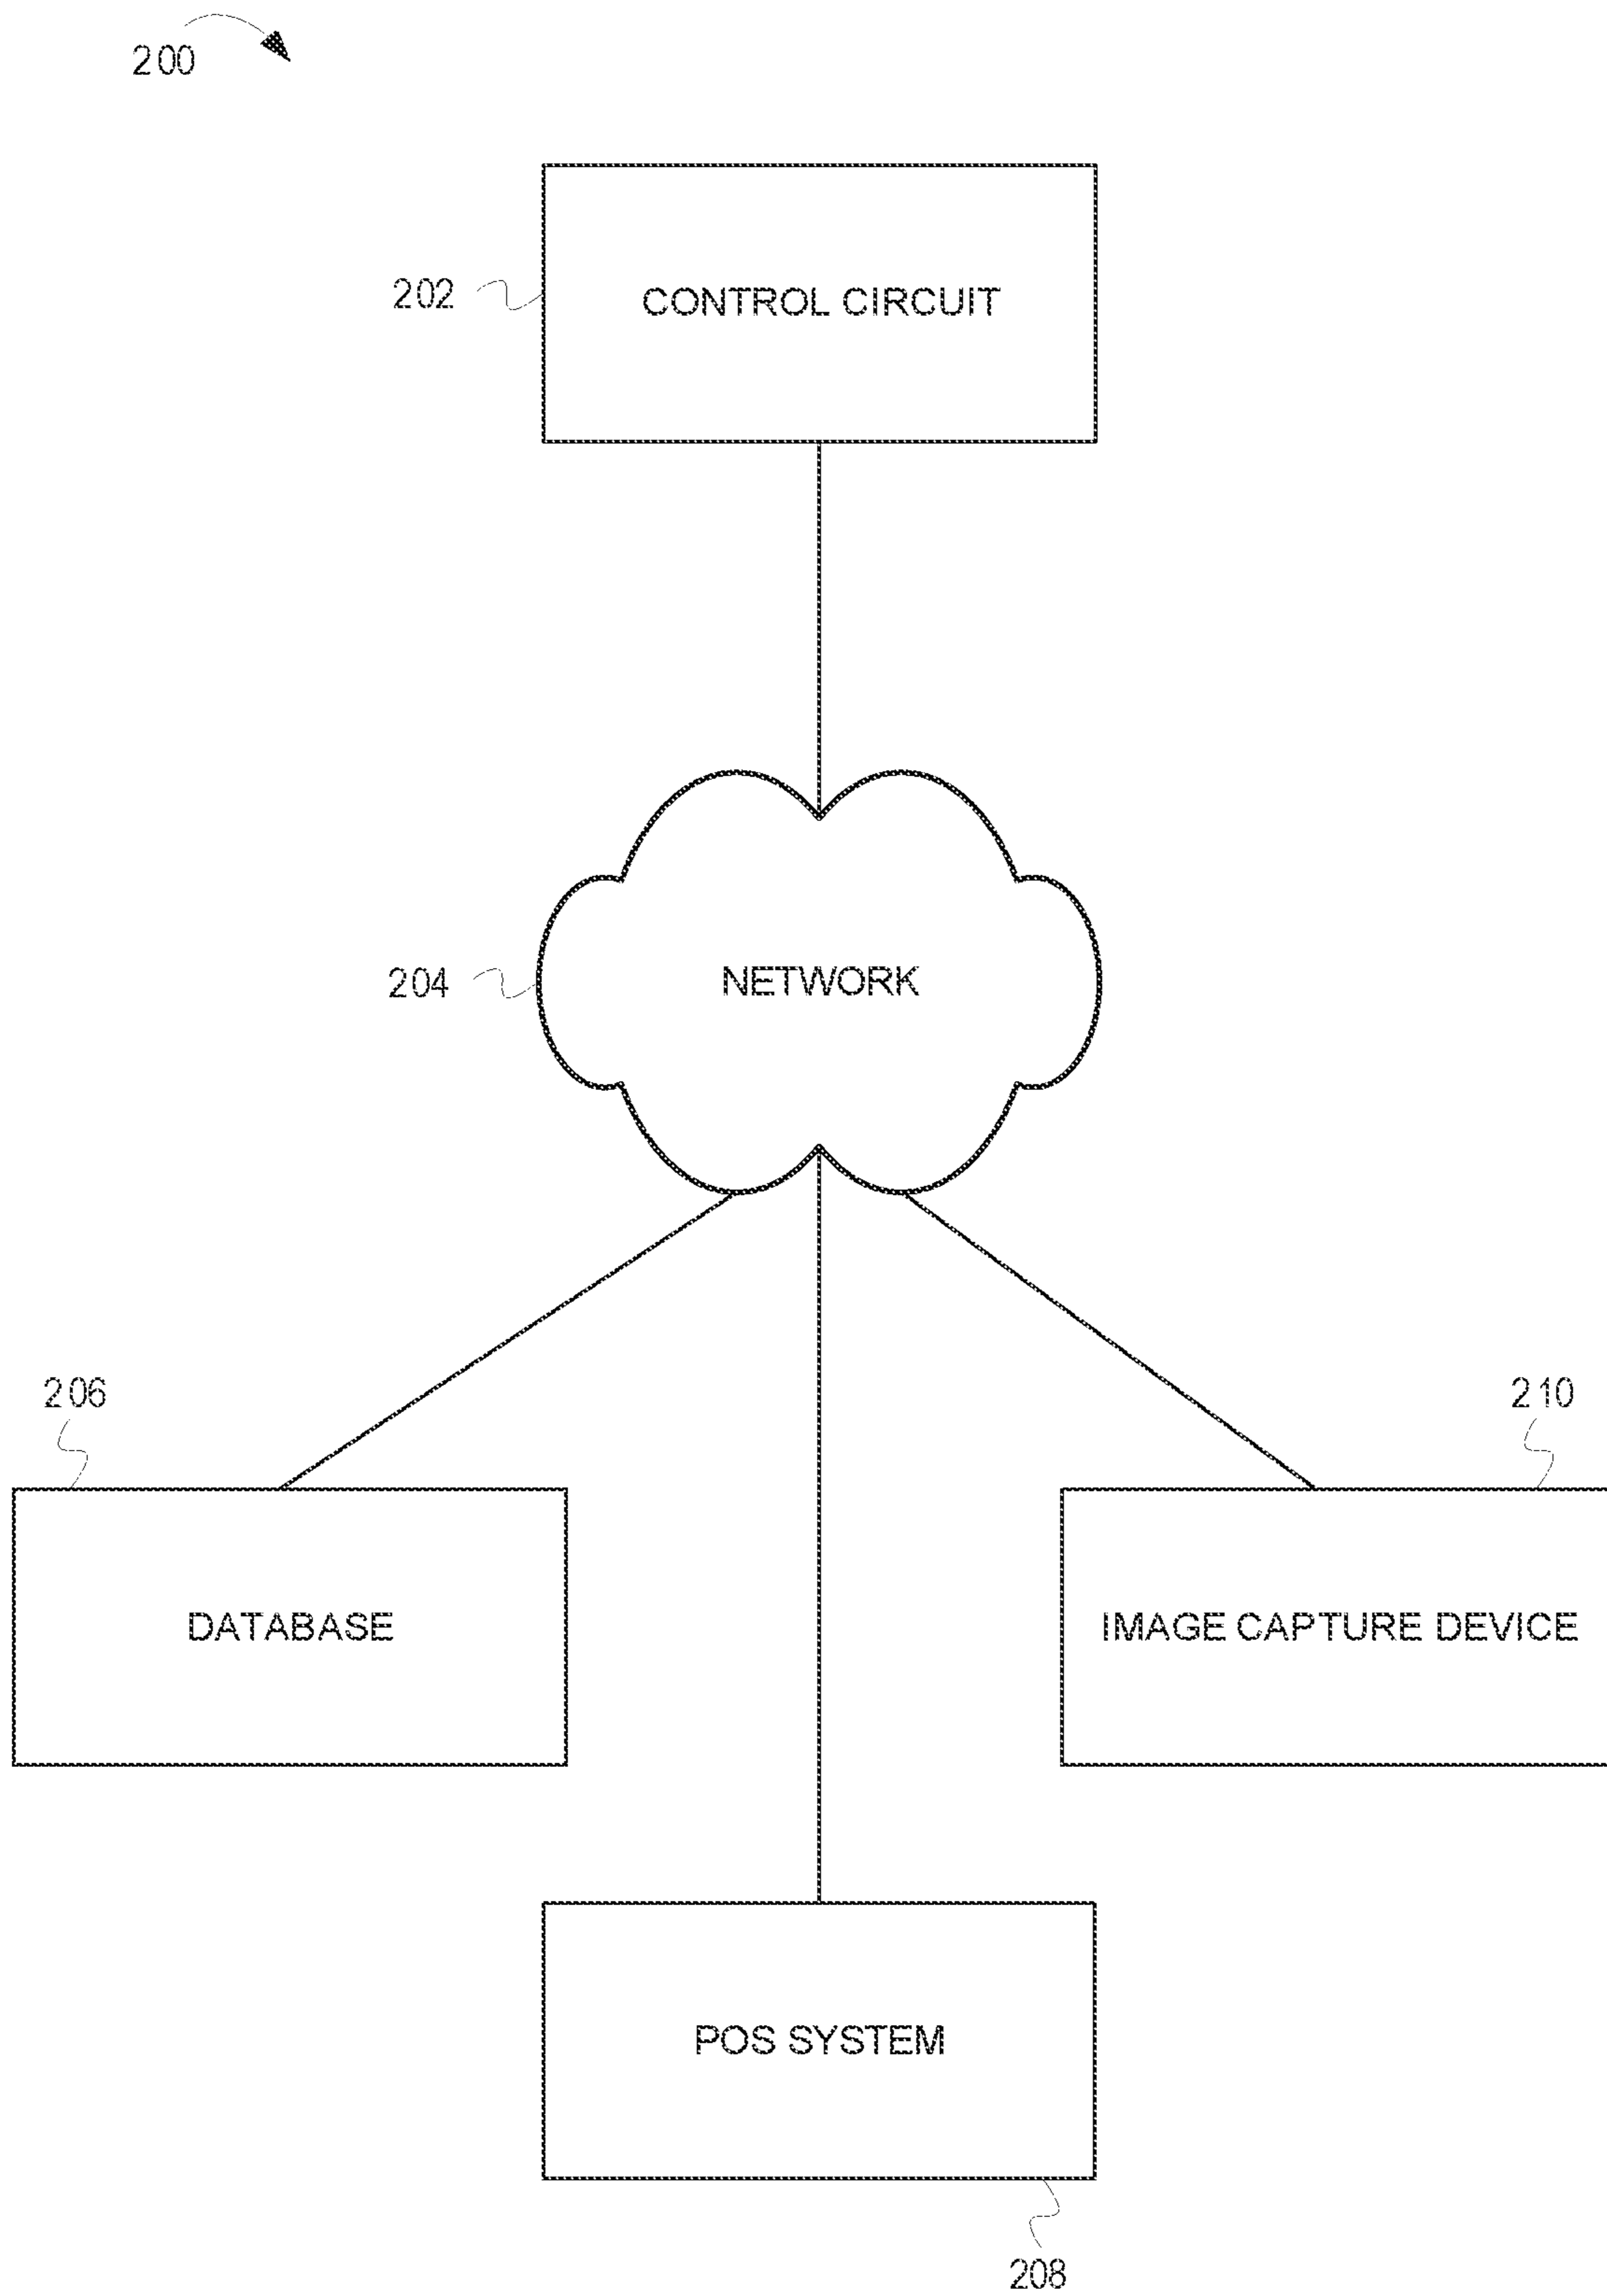 200
202
CONTROL CIRCUIT
204
NETWORK
206
210
DATABASE
IMAGE CAPTURE DEVICE
POS SYSTEM
208